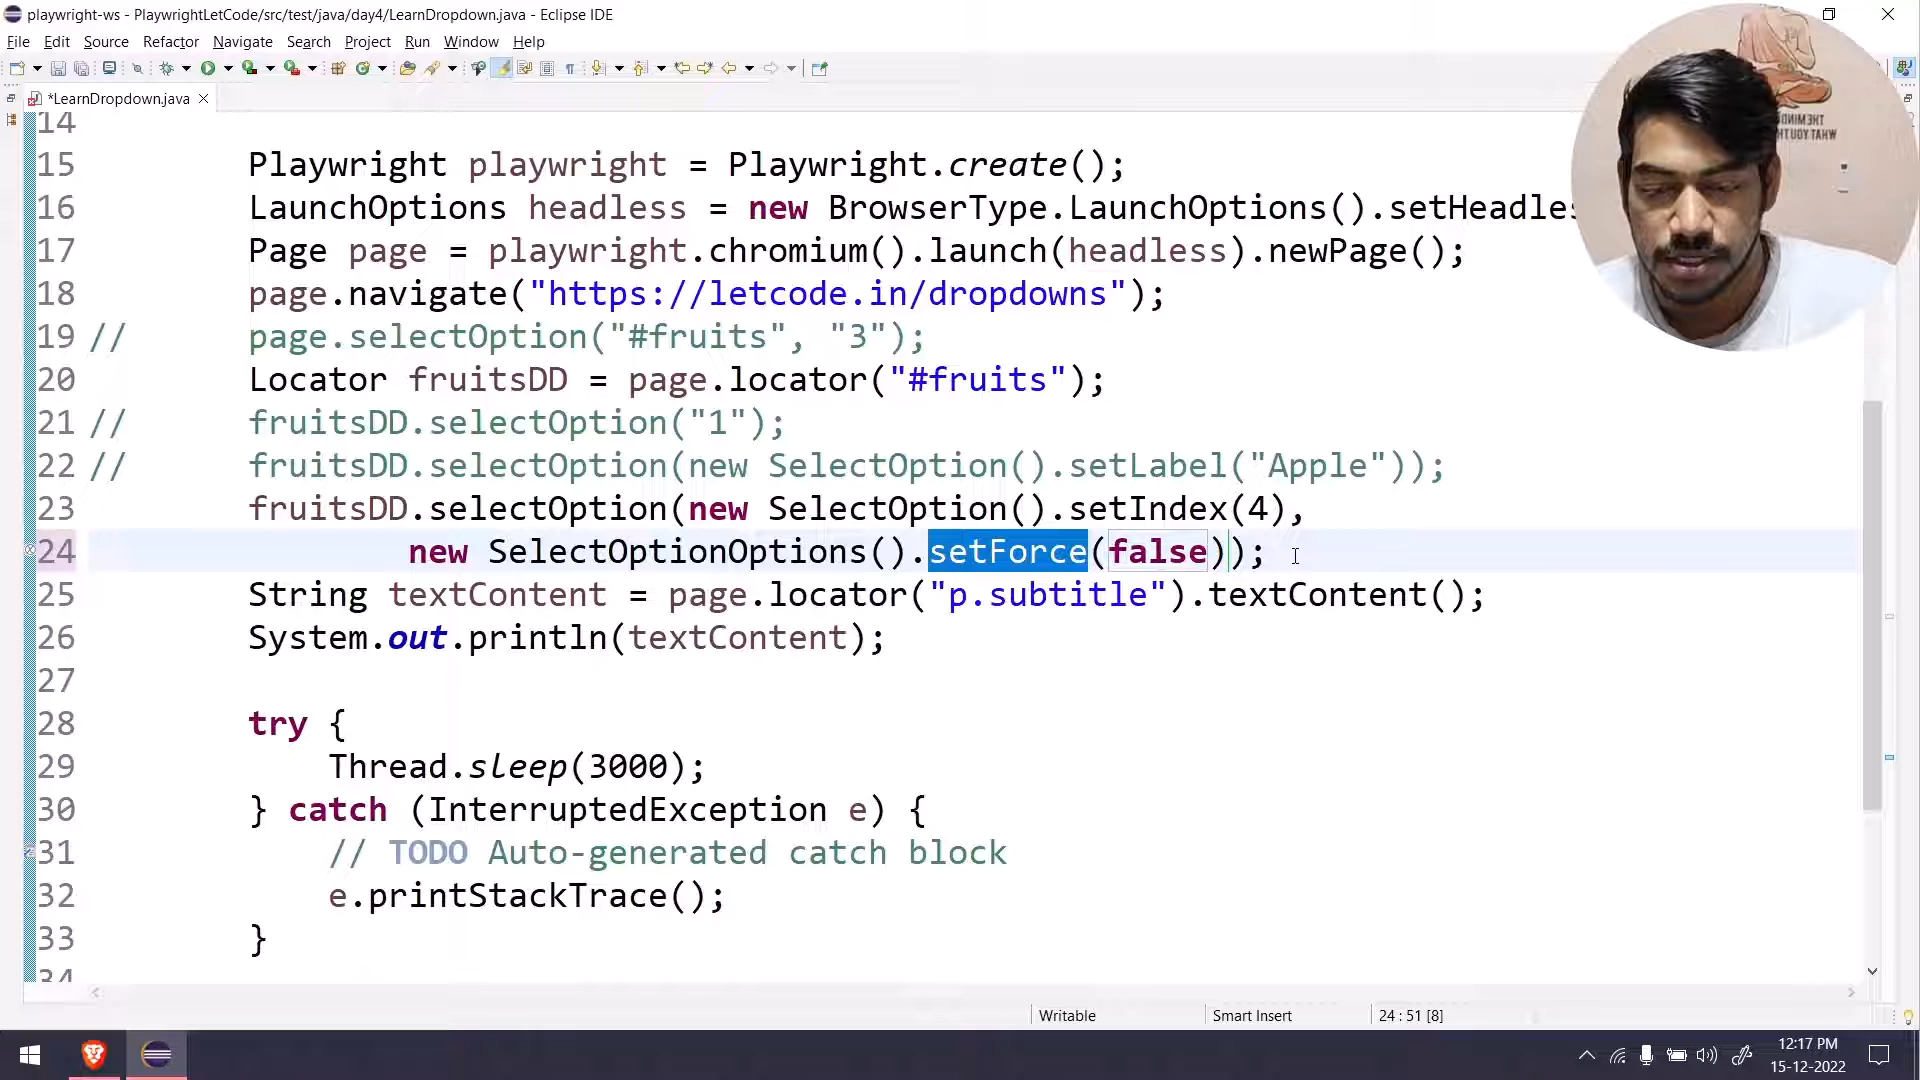 playwright-ws - PlaywrightLetCode/src/test/java/day4/LearnDropdown.java - Eclipse IDE
File Edit Source Refactor Navigate Search Project Run Window Help
*LearnDropdown.java
14
15 Playwright playwright = Playwright.create();
16 LaunchOptions headless = new BrowserType.LaunchOptions().setHeadles
17 Page page = playwright.chromium().launch(headless).newPage();
18 page.navigate("https://letcode.in/dropdowns");
19 // page.selectOption("#fruits", "3");
20 Locator fruitsDD = page.locator("#fruits");
21 // fruitsDD.selectOption("1");
22 // fruitsDD.selectOption(new SelectOption().setLabel("Apple"));
23 fruitsDD.selectOption(new SelectOption().setIndex(4),
24 new SelectOptionOptions().setForce(false));
25 String textContent = page.locator("p.subtitle").textContent();
26 System.out.println(textContent);
27
28 try {
29 Thread.sleep(3000);
30 } catch (InterruptedException e) {
31 // TODO Auto-generated catch block
32 e.printStackTrace();
33 }
34
Writable Smart Insert 24 : 51 [8]
12:17 PM
15-12-2022